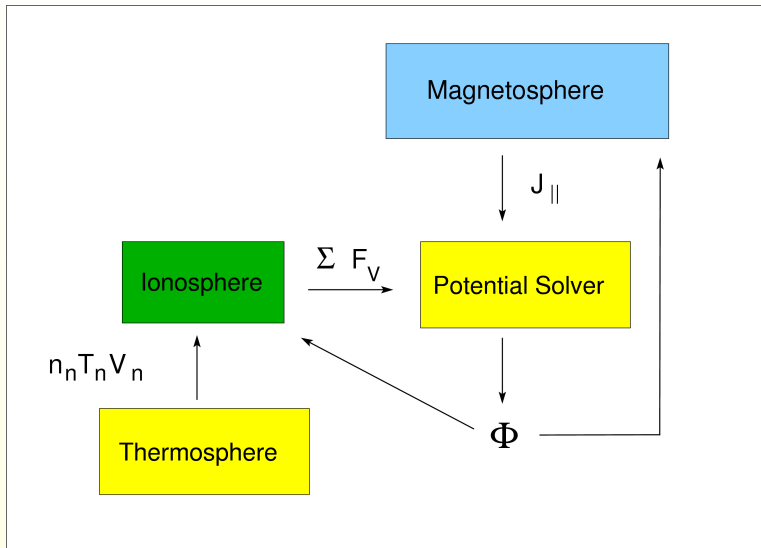 Magnetosphere
J||
Σ FV
Ionosphere
Potential Solver
nnTnVn
Thermosphere
Φ